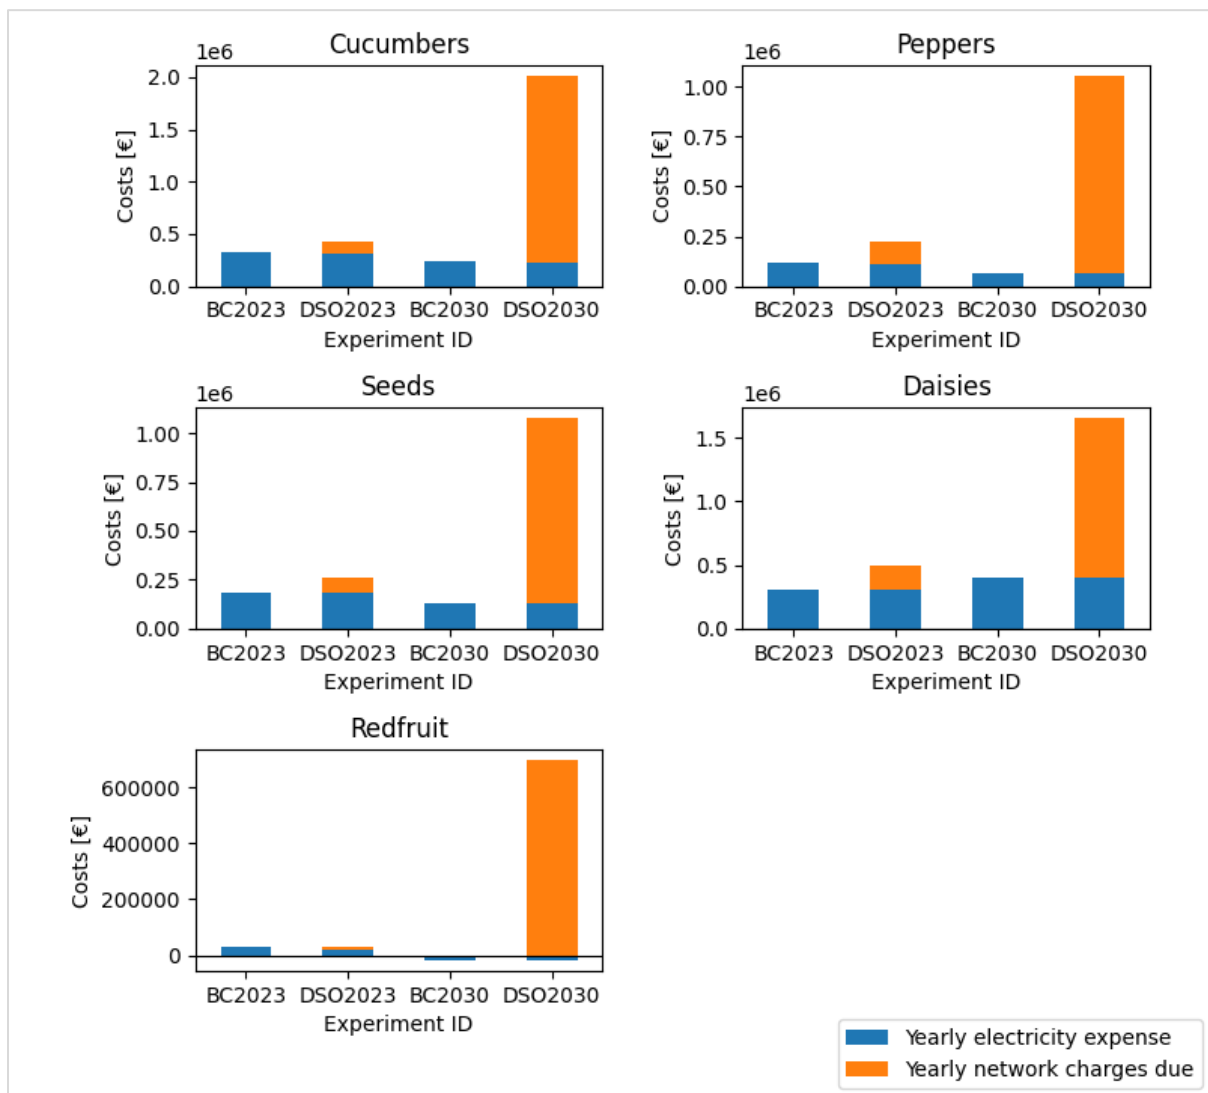 Cucumbers
1e6
Costs [€]
2.0
1.5
1.0
0.5
0.0
BC2023 DSO2023 BC2030 DSO2030
Experiment ID
Peppers
1e6
Costs [€]
1.00
0.75
0.50
0.25
0.00
BC2023 DSO2023 BC2030 DSO2030
Experiment ID
Seeds
1e6
Costs [€]
1.00
0.75
0.50
0.25
0.00
BC2023 DSO2023 BC2030 DSO2030
Experiment ID
Daisies
1e6
Costs [€]
1.5
1.0
0.5
0.0
BC2023 DSO2023 BC2030 DSO2030
Experiment ID
Redfruit
Costs [€]
600000
400000
200000
0
BC2023 DSO2023 BC2030 DSO2030
Experiment ID
Yearly electricity expense
Yearly network charges due